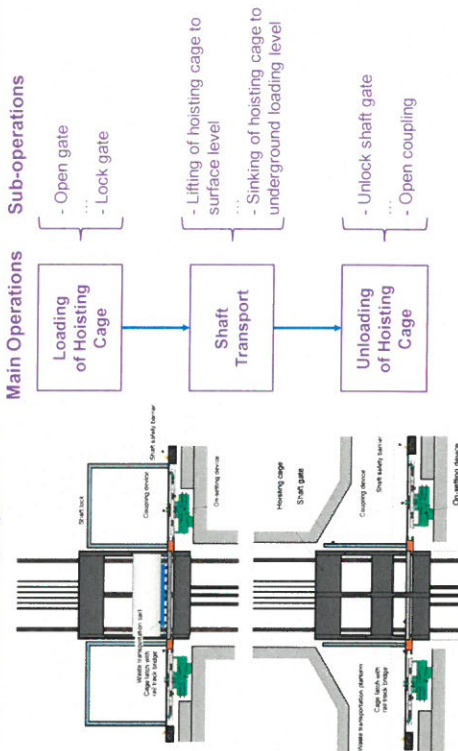 Main Operations
Sub-operations
Loading
of Hoisting
Cage
- Open gate
...
- Lock gate
Shaft
Transport
- Lifting of hoisting cage to
surface level
...
- Sinking of hoisting cage to
underground loading level
Unloading
of Hoisting
Cage
- Unlock shaft gate
...
- Open coupling
Shaft lock
Coupling device
Shaft safety barrier
On-setting device
Waste transportation cart
Cage latch with
rail track bridge
Hoisting cage
Shaft gate
Coupling device
Shaft safety barrier
On-setting device
Waste transportation platform
Cage latch with
rail track bridge